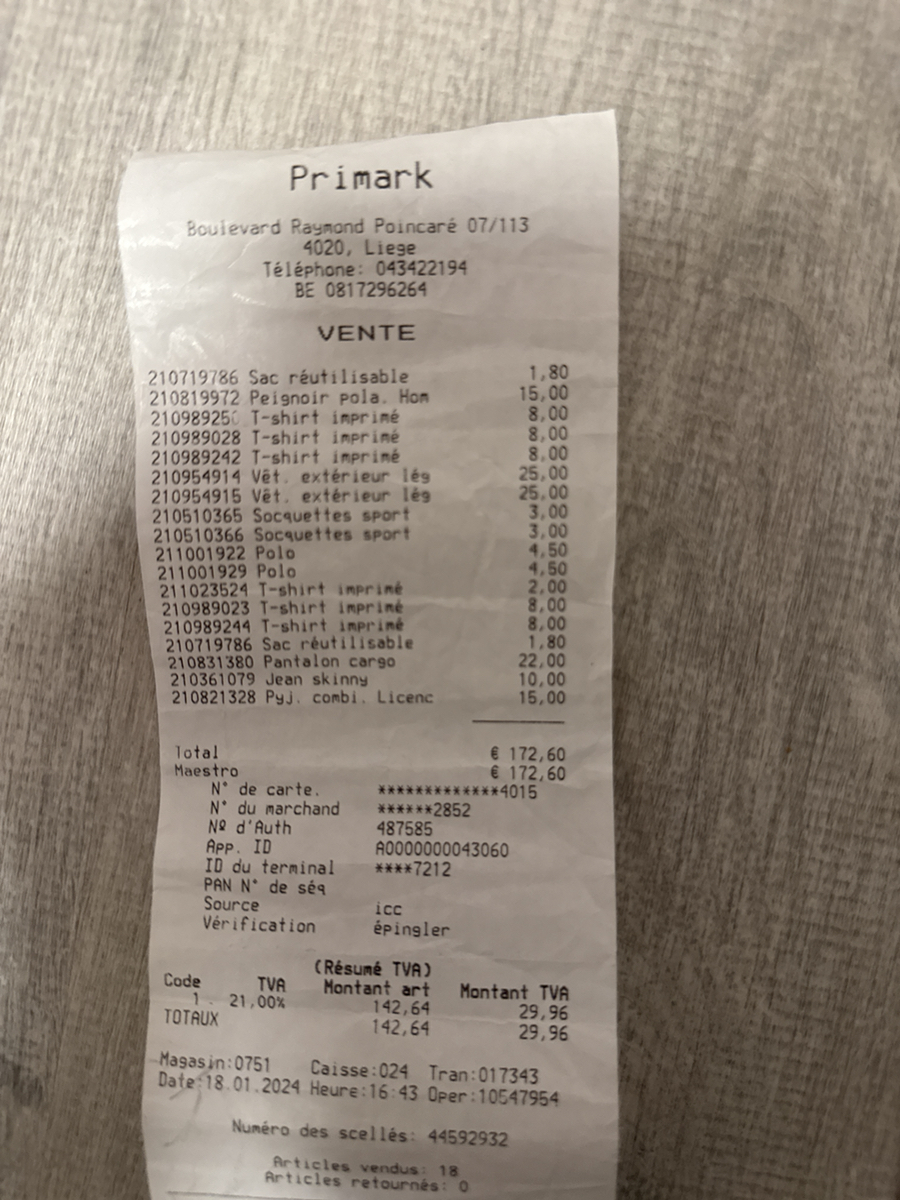 Primark
Boulevard Raymond Poincaré 07/113
4020, Liege
Téléphone: 043422194
BE 0817296264
VENTE
210719786 Sac réutilisable 1,80
210819972 Peignoir pola. Hom 15,00
T-shirt imprimé 8,00
210989028 T-shirt imprimé 8,00
210989242 T-shirt imprimé 8,00
210954914 Vêt. extérieur lég 25,00
210954915 Vêt. extérieur lég 25,00
210510365 Socquettes sport 3,00
210510366 Socquettes sport 3,00
211001922 Polo 4,50
211001929 Polo 4,50
211023524 T-shirt imprimé 2,00
210989023 T-shirt imprimé 8,00
210989244 T-shirt imprimé 8,00
210719786 Sac réutilisable 1,80
210831380 Pantalon cargo 22,00
210361079 Jean skinny 10,00
210821328 Pyj. combi. Licenc 15,00
Total € 172,60
Maestro € 172,60
N° de carte. *************4015
N° du marchand ******2852
Nº d'Auth 487585
App. ID A0000000043060
ID du terminal ****7212
PAN N° de séq
Source icc
Vérification épingler
(Résumé TVA)
Code TVA Montant art Montant TVA
1 21,00% 142,64 29,96
TOTAUX 142,64 29,96
Magasin:0751 Caisse:024 Tran:017343
Date:18.01.2024 Heure:16:43 Oper:10547954
Numéro des scellés: 44592932
Articles vendus: 18
Articles retournés: 0